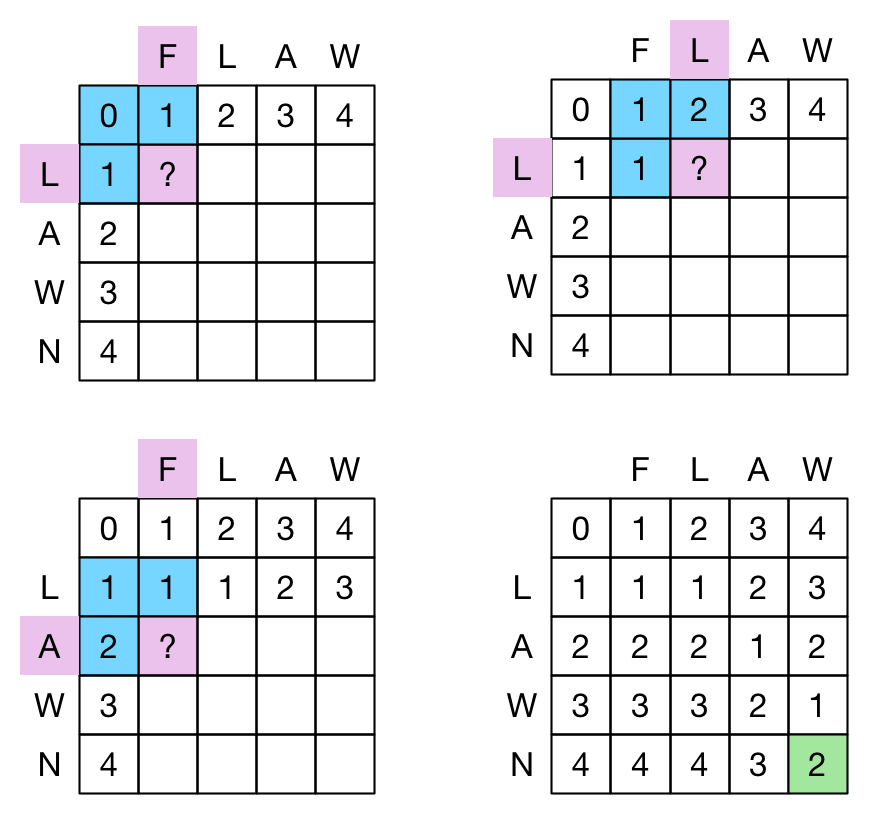 F L A W
0 1 2 3 4
L 1 ?
A 2
W 3
N 4
F L A W
0 1 2 3 4
L 1 1 ?
A 2
W 3
N 4
F L A W
0 1 2 3 4
L 1 1 1 2 3
A 2 ?
W 3
N 4
F L A W
0 1 2 3 4
L 1 1 1 2 3
A 2 2 2 1 2
W 3 3 3 2 1
N 4 4 4 3 2